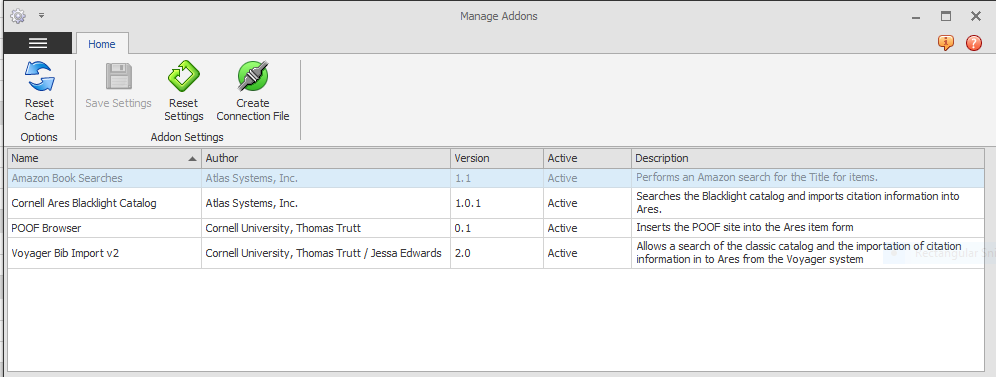 Manage Addons
Home
Reset Cache
Save Settings
Reset Settings
Create Connection File
Options
Addon Settings
Name Author Version Active Description
Amazon Book Searches Atlas Systems, Inc. 1.1 Active Performs an Amazon search for the Title for items.
Cornell Ares Blacklight Catalog Atlas Systems, Inc. 1.0.1 Active Searches the Blacklight catalog and imports citation information into
Ares.
POOF Browser Cornell University, Thomas Trutt 0.1 Active Inserts the POOF site into the Ares item form
Voyager Bib Import v2 Cornell University, Thomas Trutt / Jessa Edwards 2.0 Active Allows a search of the classic catalog and the importation of citation
information in to Ares from the Voyager system
Rectangular